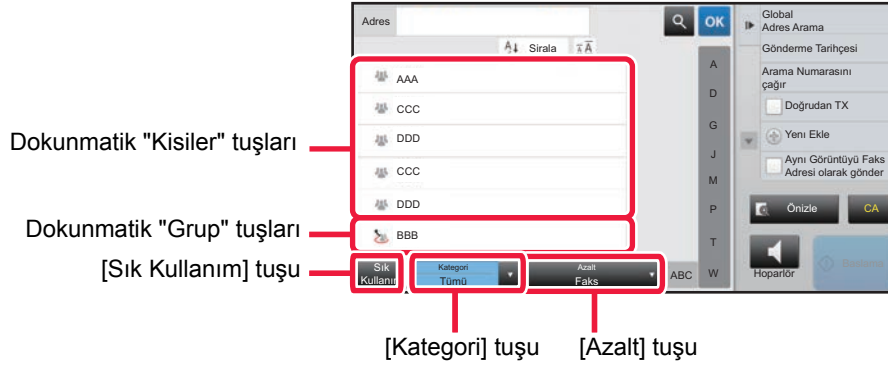 Adres
OK
Sirala
AAA
CCC
DDD
CCC
DDD
BBB
Sık
Kullanım
Kategori
Tümü
Azalt
Faks
ABC
A
D
G
J
M
P
T
W
Global
Adres Arama
Gönderme Tarihçesi
Arama Numarasını
çağır
Doğrudan TX
Yeni Ekle
Aynı Görüntüyü Faks
Adresi olarak gönder
Önizle
CA
Hoparlör
Dokunmatik "Kisiler" tuşları
Dokunmatik "Grup" tuşları
[Sık Kullanım] tuşu
[Kategori] tuşu
[Azalt] tuşu